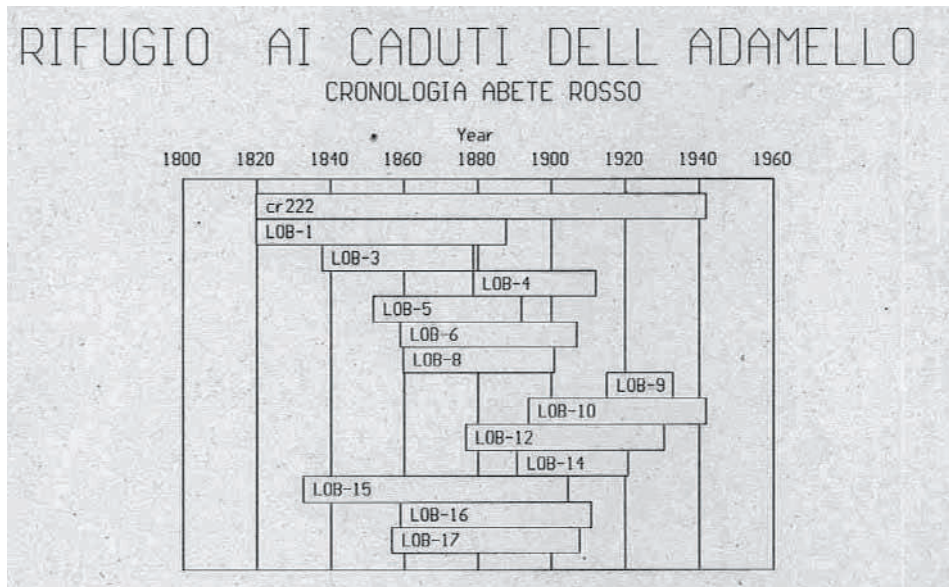 RIFUGIO AI CADUTI DELL ADAMELLO
CRONOLOGIA ABETE ROSSO
Year
1800 1820 1840 1860 1880 1900 1920 1940 1960
cr222
LOB-1
LOB-3
LOB-4
LOB-5
LOB-6
LOB-8
LOB-9
LOB-10
LOB-12
LOB-14
LOB-15
LOB-16
LOB-17